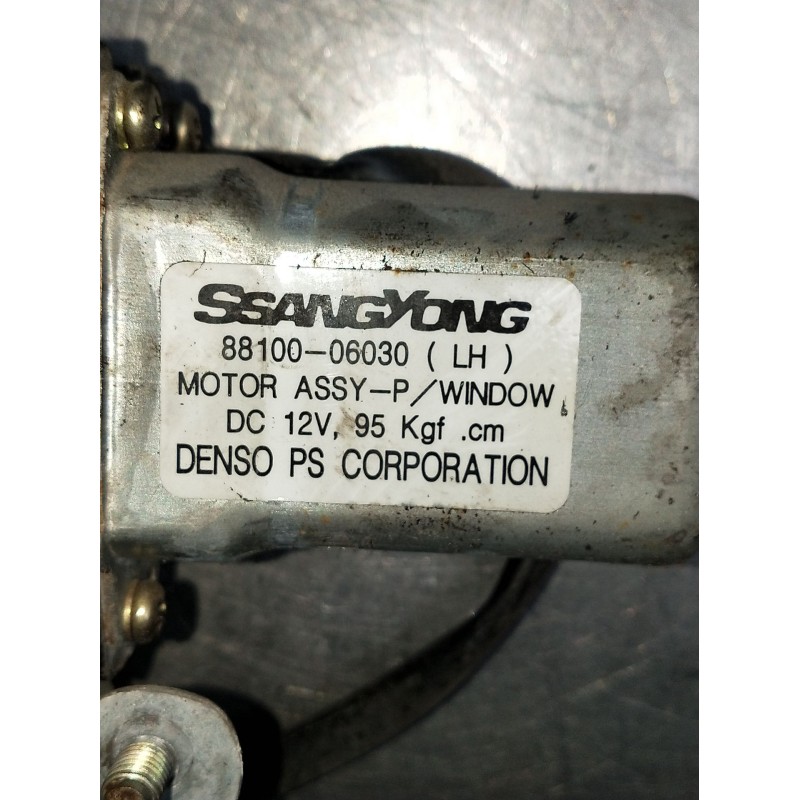 SSANGYONG
88100-06030 ( LH )
MOTOR ASSY-P/WINDOW
DC 12V, 95 Kgf .cm
DENSO PS CORPORATION